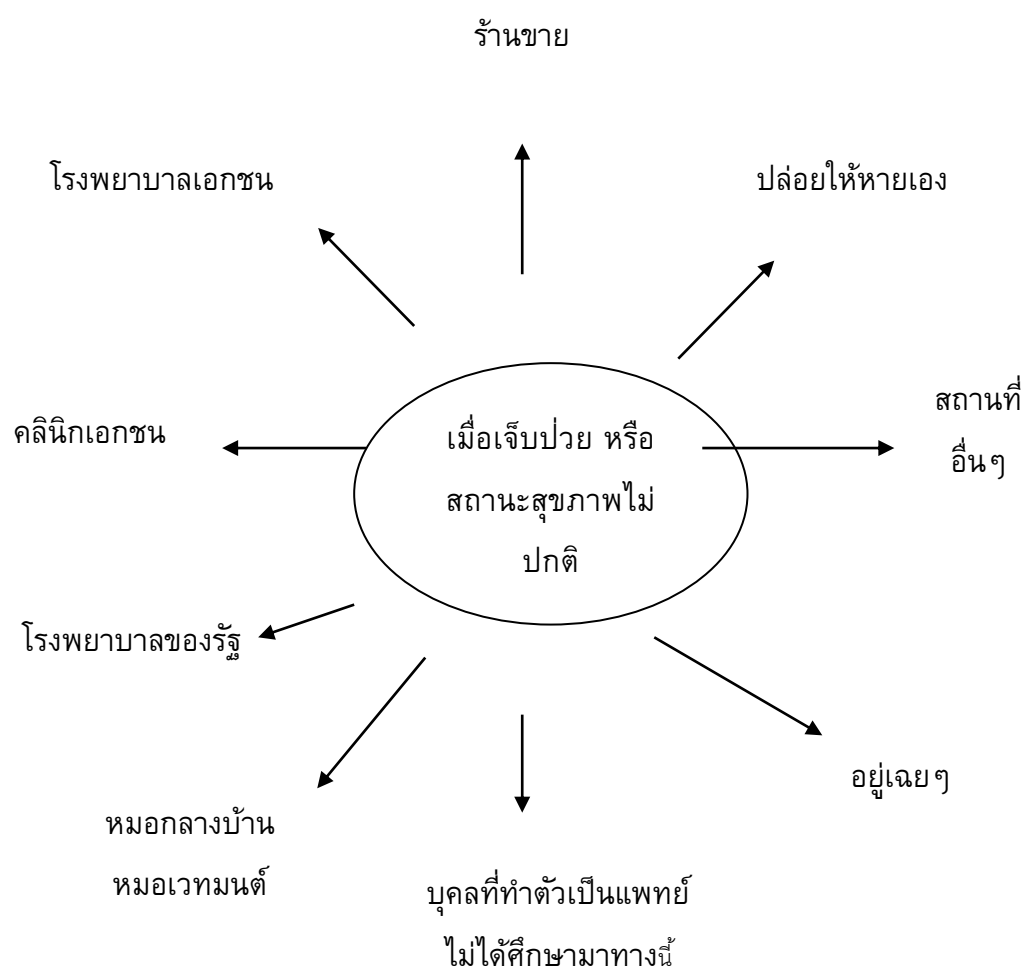 ร้านขาย
โรงพยาบาลเอกชน
ปล่อยให้หายเอง
สถานที่
อื่นๆ
คลินิกเอกชน
เมื่อเจ็บป่วย หรือ
สถานะสุขภาพไม่
ปกติ
โรงพยาบาลของรัฐ
อยู่เฉยๆ
หมอกลางบ้าน
หมอเวทมนต์
บุคลที่ทำตัวเป็นแพทย์
ไม่ได้ศึกษามาทางนี้